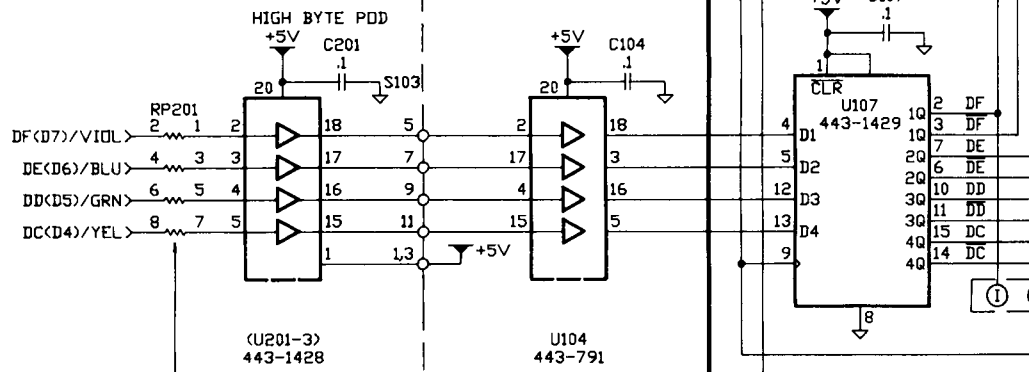 HIGH BYTE POD
+5V
C201
.1
20
S103
RP201
DF(D7)/VIOL 2 1 2 18 5
DE(D6)/BLU 4 3 3 17 7
DD(D5)/GRN 6 5 4 16 9
DC(D4)/YEL 8 7 5 15 11
1 1,3 +5V
(U201-3)
443-1428
+5V
C104
.1
20
2 18
17 3
4 16
15 5
U104
443-791
+5V
.1
1
CLR
U107
443-1429
4 D1
5 D2
12 D3
13 D4
9
1Q 2 DF
1Q 3 DF
2Q 7 DE
2Q 6 DE
3Q 10 DD
3Q 11 DD
4Q 15 DC
4Q 14 DC
8
I